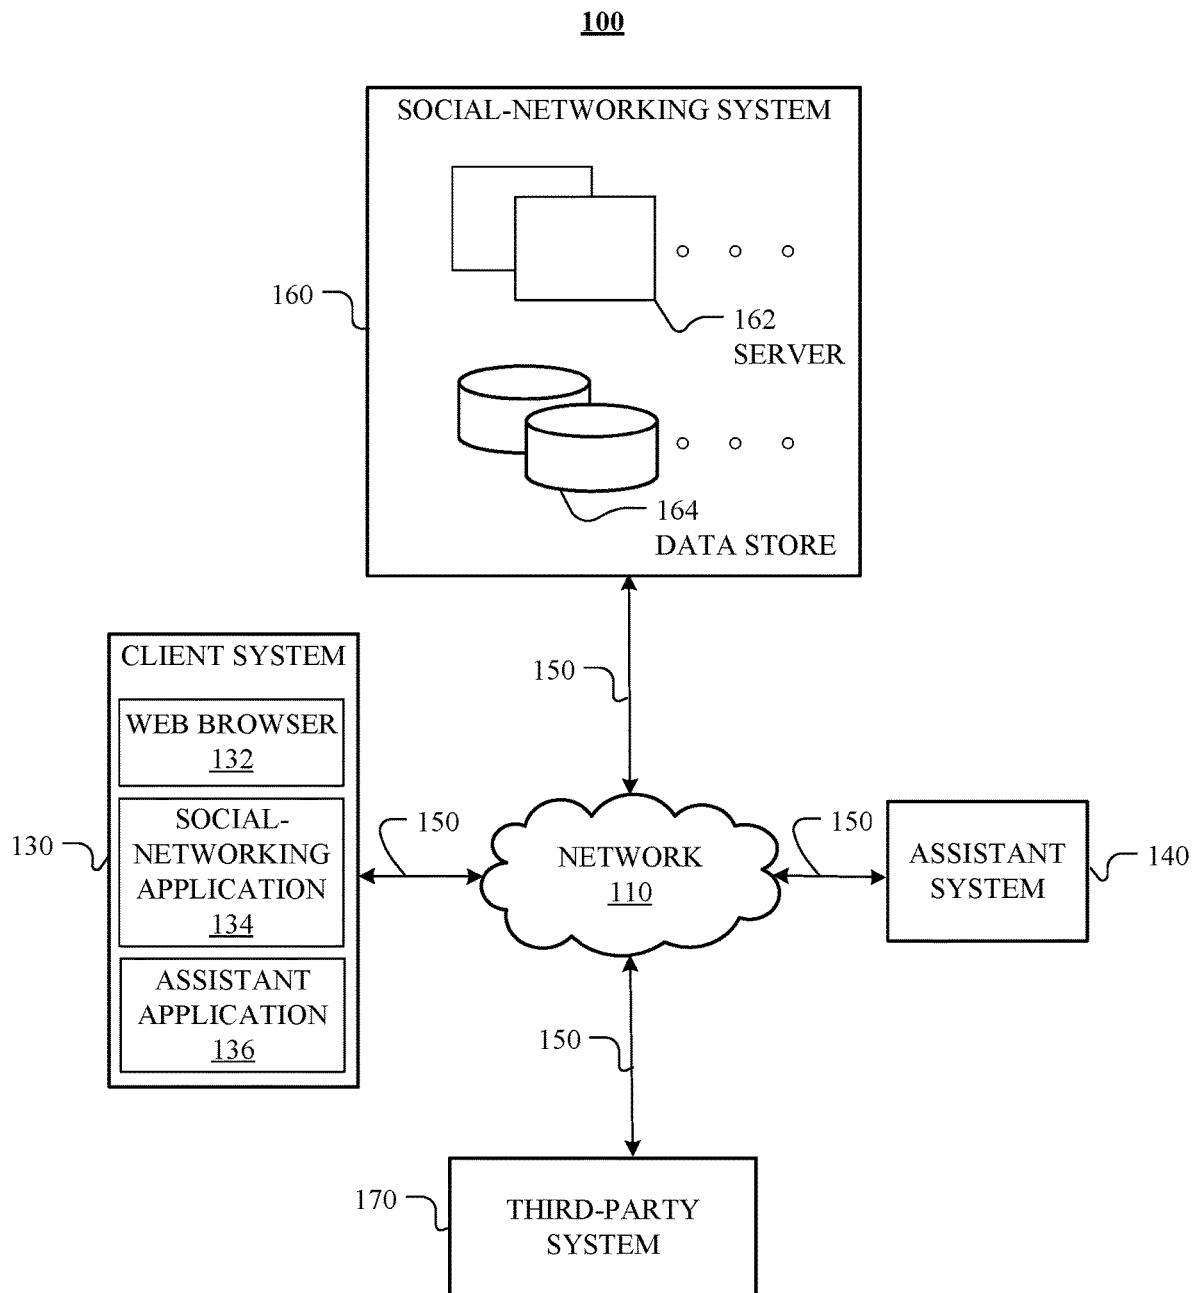 100
SOCIAL-NETWORKING SYSTEM
160
162
SERVER
164
DATA STORE
CLIENT SYSTEM
WEB BROWSER
132
SOCIAL-
NETWORKING
APPLICATION
134
ASSISTANT
APPLICATION
136
130
150
150
NETWORK
110
150
ASSISTANT
SYSTEM
140
150
170
THIRD-PARTY
SYSTEM